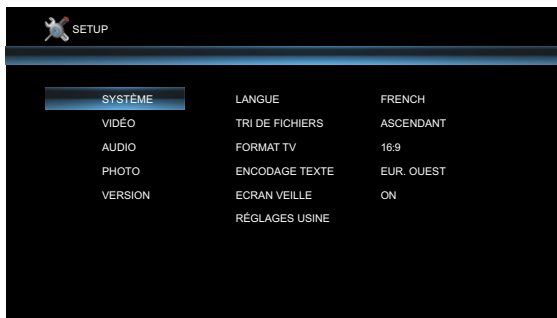 SETUP
SYSTÈME LANGUE FRENCH
VIDÉO TRI DE FICHIERS ASCENDANT
AUDIO FORMAT TV 16:9
PHOTO ENCODAGE TEXTE EUR. OUEST
VERSION ECRAN VEILLE ON
RÉGLAGES USINE